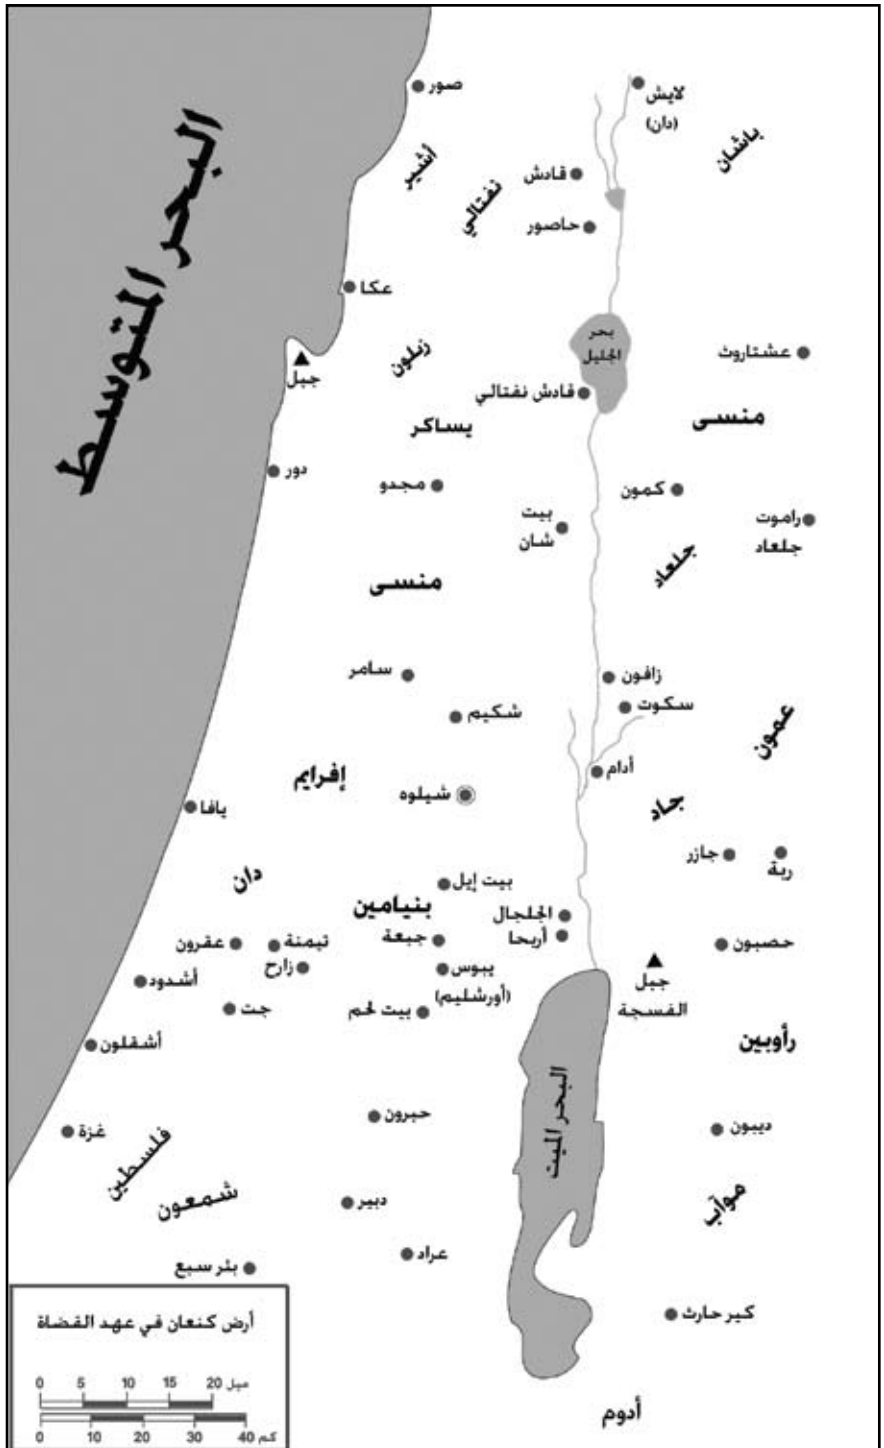 البحر المتوسط
صور
لايش
(دان)
باشان
أشير
نفتالي
قادش
حاصور
عكا
بحر
الجليل
عشتاروث
جبل
زبلون
قادش نفتالي
منسى
يساكر
دور
مجدو
كمون
بيت
شان
راموت
جلعاد
جلعاد
منسى
سامر
زافون
شكيم
سكوت
عمون
إفرايم
أدام
شيلوه
يافا
جاد
جازر
ربة
دان
بيت إيل
بنيامين
الجلجال
عقرون
تيمنة
جبعة
أريحا
حصبون
زارح
يبوس
(أورشليم)
جبل
الفسجة
أشدود
جت
بيت لحم
أشقلون
رأوبين
البحر الميت
حبرون
غزة
ديبون
فلسطين
شمعون
دبير
موآب
عراد
بئر سبع
كير حارث
أرض كنعان في عهد القضاة
0 5 10 15 20 ميل
0 10 20 30 40 كم
أدوم